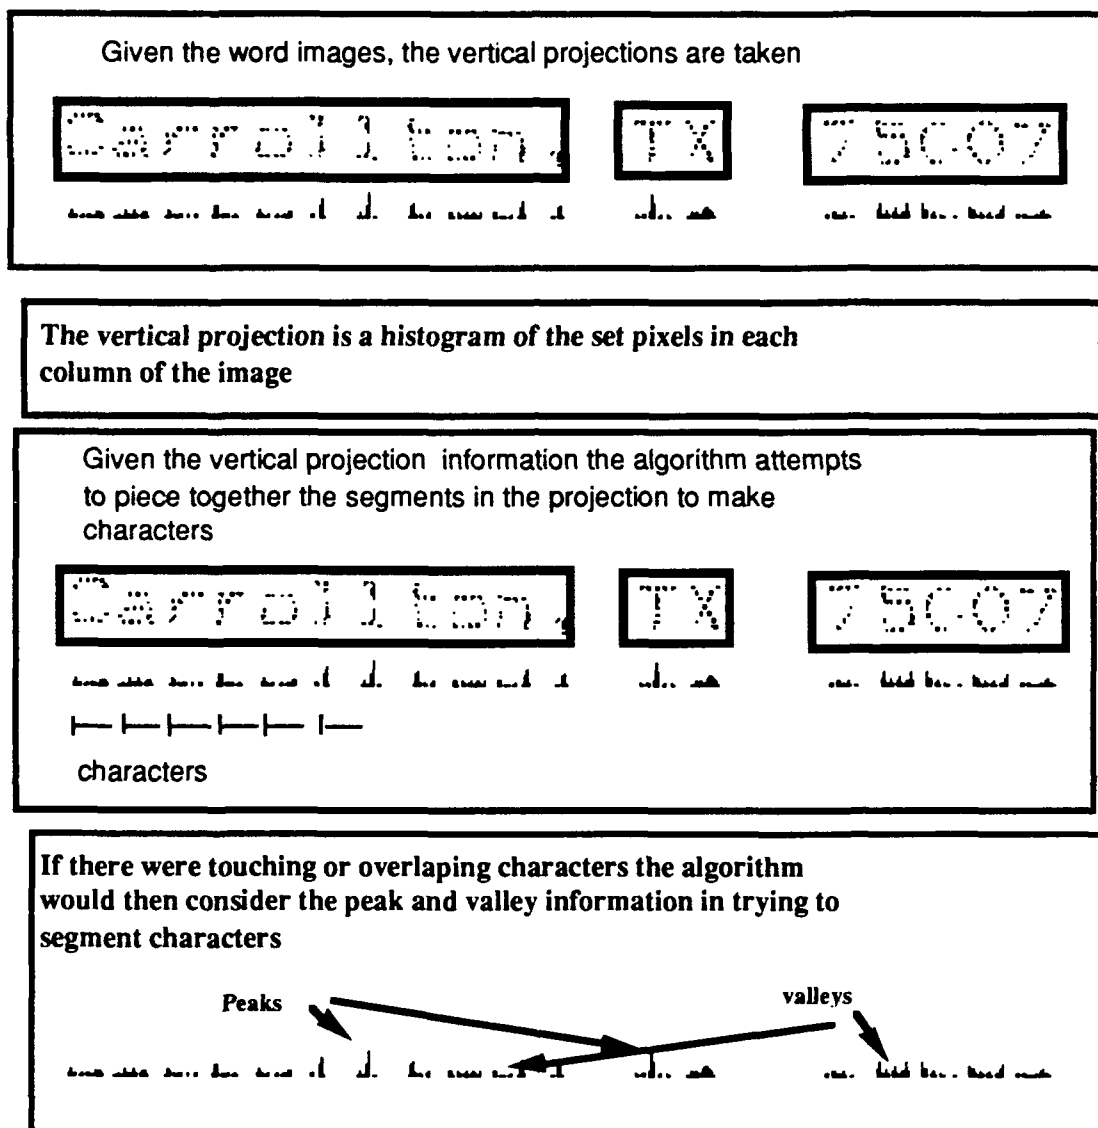 Given the word images, the vertical projections are taken
Carrollton, TX 75007
The vertical projection is a histogram of the set pixels in each
column of the image
Given the vertical projection information the algorithm attempts
to piece together the segments in the projection to make
characters
Carrollton, TX 75007
characters
If there were touching or overlaping characters the algorithm
would then consider the peak and valley information in trying to
segment characters
Peaks valleys